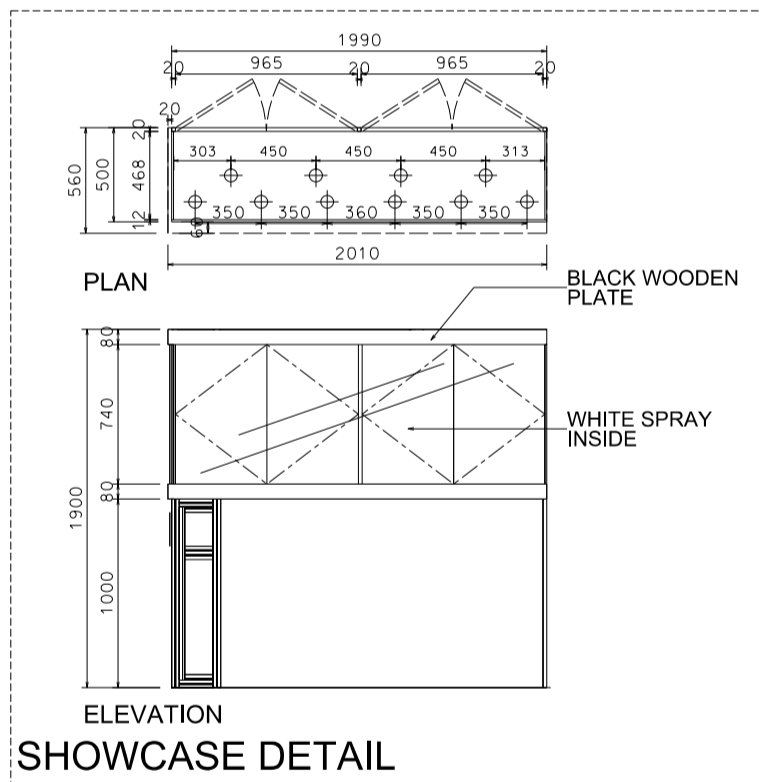 1990
20 965 20 965 20
20
20
303 450 450 450 313
560
500
468
350 350 360 350 350
12
60
2010
PLAN
BLACK WOODEN
PLATE
80
740
WHITE SPRAY
INSIDE
80
1900
1000
ELEVATION
SHOWCASE DETAIL